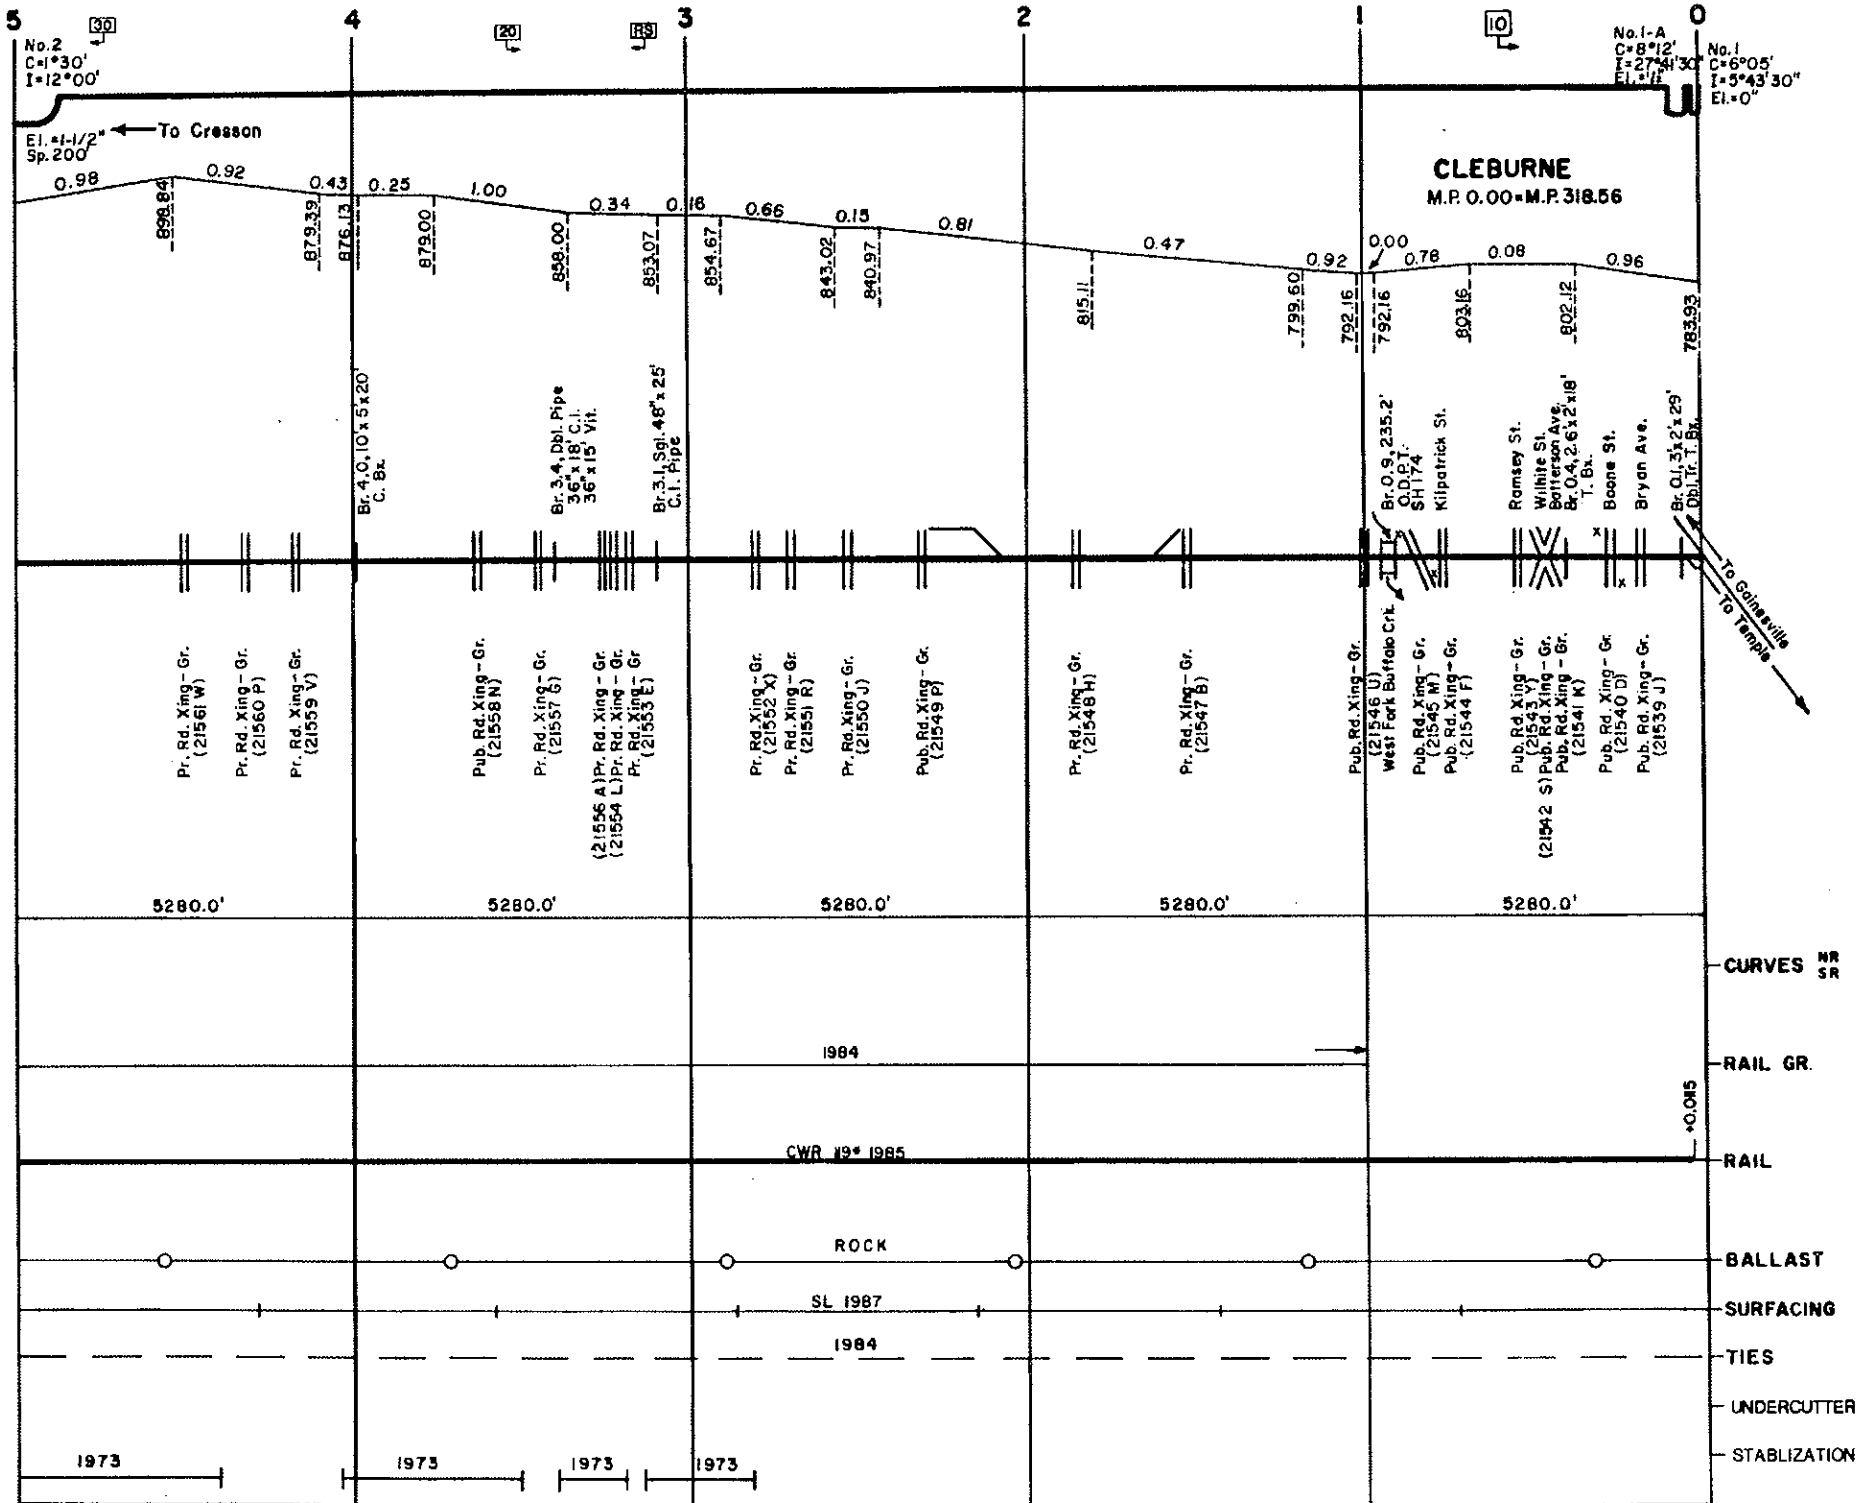 5 4 3 2 1 0
30 20 RS 10
No.2
C=1°30'
I=12°00'
El.=1-1/2"
Sp. 200'
To Cresson
No.1-A
C=8°12'
I=27°41'30"
No.1
C=6°05'
I=5°43'30"
El.=0"
CLEBURNE
M.P. 0.00=M.P. 318.56
0.98 0.92 0.43 0.25 1.00 0.34 0.16 0.66 0.15 0.81 0.47 0.92 0.00 0.78 0.08 0.96
898.84
879.39
876.13
879.00
858.00
853.07
854.67
843.02
840.97
815.11
799.60
792.16
792.16
803.16
802.12
783.93
Br. 4.0, 10'x 5'x 20'
C. Bx.
Br. 3.4, Dbl. Pipe
36"x 18' C.I.
36"x 15' Vit.
Br. 3.1, Sgl. 48"x 25'
C.I. Pipe
Br. 0.9, 235.2'
O.D.P.T.
SH 174
Kilpatrick St.
Ramsey St.
Wilhite St.
Batterson Ave.
Br. 0.4, 2.6'x 2'x 18'
T. Bx.
Boone St.
Bryan Ave.
Br. 0.1, 3'x 2'x 29'
Dbl. Tr. T. Bx.
To Gainesville
To Temple
Pr. Rd. Xing-Gr.
(21561 W)
Pr. Rd. Xing-Gr.
(21560 P)
Pr. Rd. Xing-Gr.
(21559 V)
Pub. Rd. Xing-Gr.
(21558 N)
Pr. Rd. Xing-Gr.
(21557 G)
(21556 A) Pr. Rd. Xing-Gr.
(21554 L) Pr. Rd. Xing-Gr.
Pr. Rd. Xing-Gr
(21553 E)
Pr. Rd. Xing-Gr.
(21552 X)
Pr. Rd. Xing-Gr.
(21551 R)
Pr. Rd. Xing-Gr.
(21550 J)
Pub. Rd. Xing-Gr.
(21549 P)
Pr. Rd. Xing-Gr.
(21548 H)
Pr. Rd. Xing-Gr.
(21547 B)
Pub. Rd. Xing-Gr.
(21546 U)
West Fork Buffalo Crk.
Pub. Rd. Xing-Gr.
(21545 M)
Pub. Rd. Xing-Gr.
(21544 F)
Pub. Rd. Xing-Gr.
(21543 Y)
(21542 S) Pub. Rd. Xing-Gr.
Pub. Rd. Xing-Gr.
(21541 K)
Pub. Rd. Xing-Gr.
(21540 D)
Pub. Rd. Xing-Gr.
(21539 J)
5280.0' 5280.0' 5280.0' 5280.0' 5280.0'
CURVES NR
SR
1984
RAIL GR.
+0.0115
CWR 119# 1985
RAIL
ROCK
BALLAST
SL 1987
SURFACING
1984
TIES
UNDERCUTTER
STABLIZATION
1973 1973 1973 1973